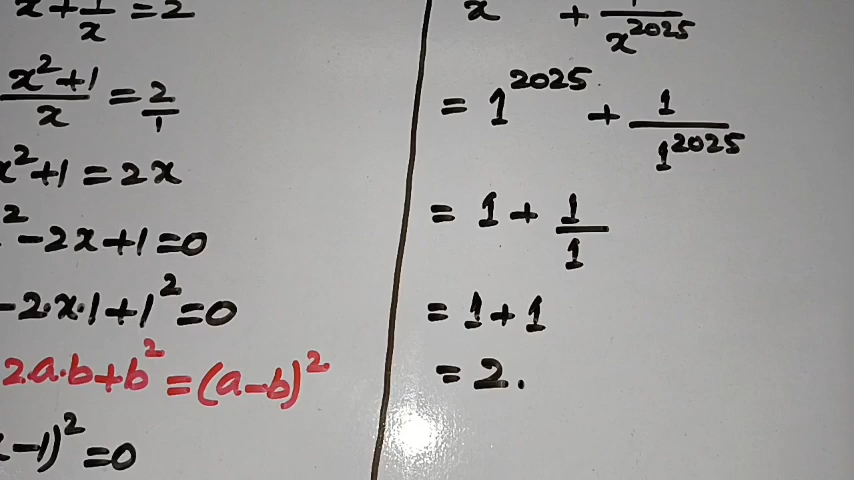 x + 1/x = 2
x² + 1/x = 2/1
x² + 1 = 2x
² - 2x + 1 = 0
- 2·x·1 + 1² = 0
2·a·b + b² = (a - b)²
- 1)² = 0
x + 1/x²⁰²⁵
= 1²⁰²⁵ + 1/1²⁰²⁵
= 1 + 1/1
= 1 + 1
= 2.